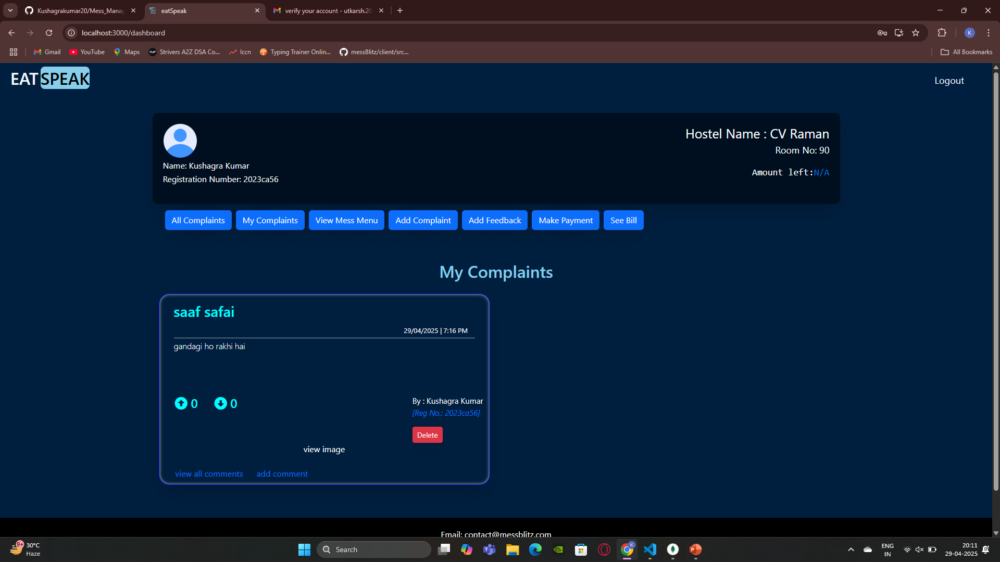 Kushagrakumar20/Mess_Mana
eatSpeak
verify your account - utkarsh.20
localhost:3000/dashboard
K
Gmail
YouTube
Maps
TUF
Strivers A2Z DSA Co...
lccn
Typing Trainer Onlin...
messBlitz/client/src...
All Bookmarks
EAT SPEAK
Logout
Hostel Name : CV Raman
Room No: 90
Amount left:N/A
Name: Kushagra Kumar
Registration Number: 2023ca56
All Complaints
My Complaints
View Mess Menu
Add Complaint
Add Feedback
Make Payment
See Bill
My Complaints
saaf safai
29/04/2025 | 7:16 PM
gandagi ho rakhi hai
0
0
By : Kushagra Kumar
[Reg No.: 2023ca56]
Delete
view image
view all comments
add comment
Email: contact@messblitz.com
9+
30°C
Haze
Search
K
ENG
IN
20:11
29-04-2025